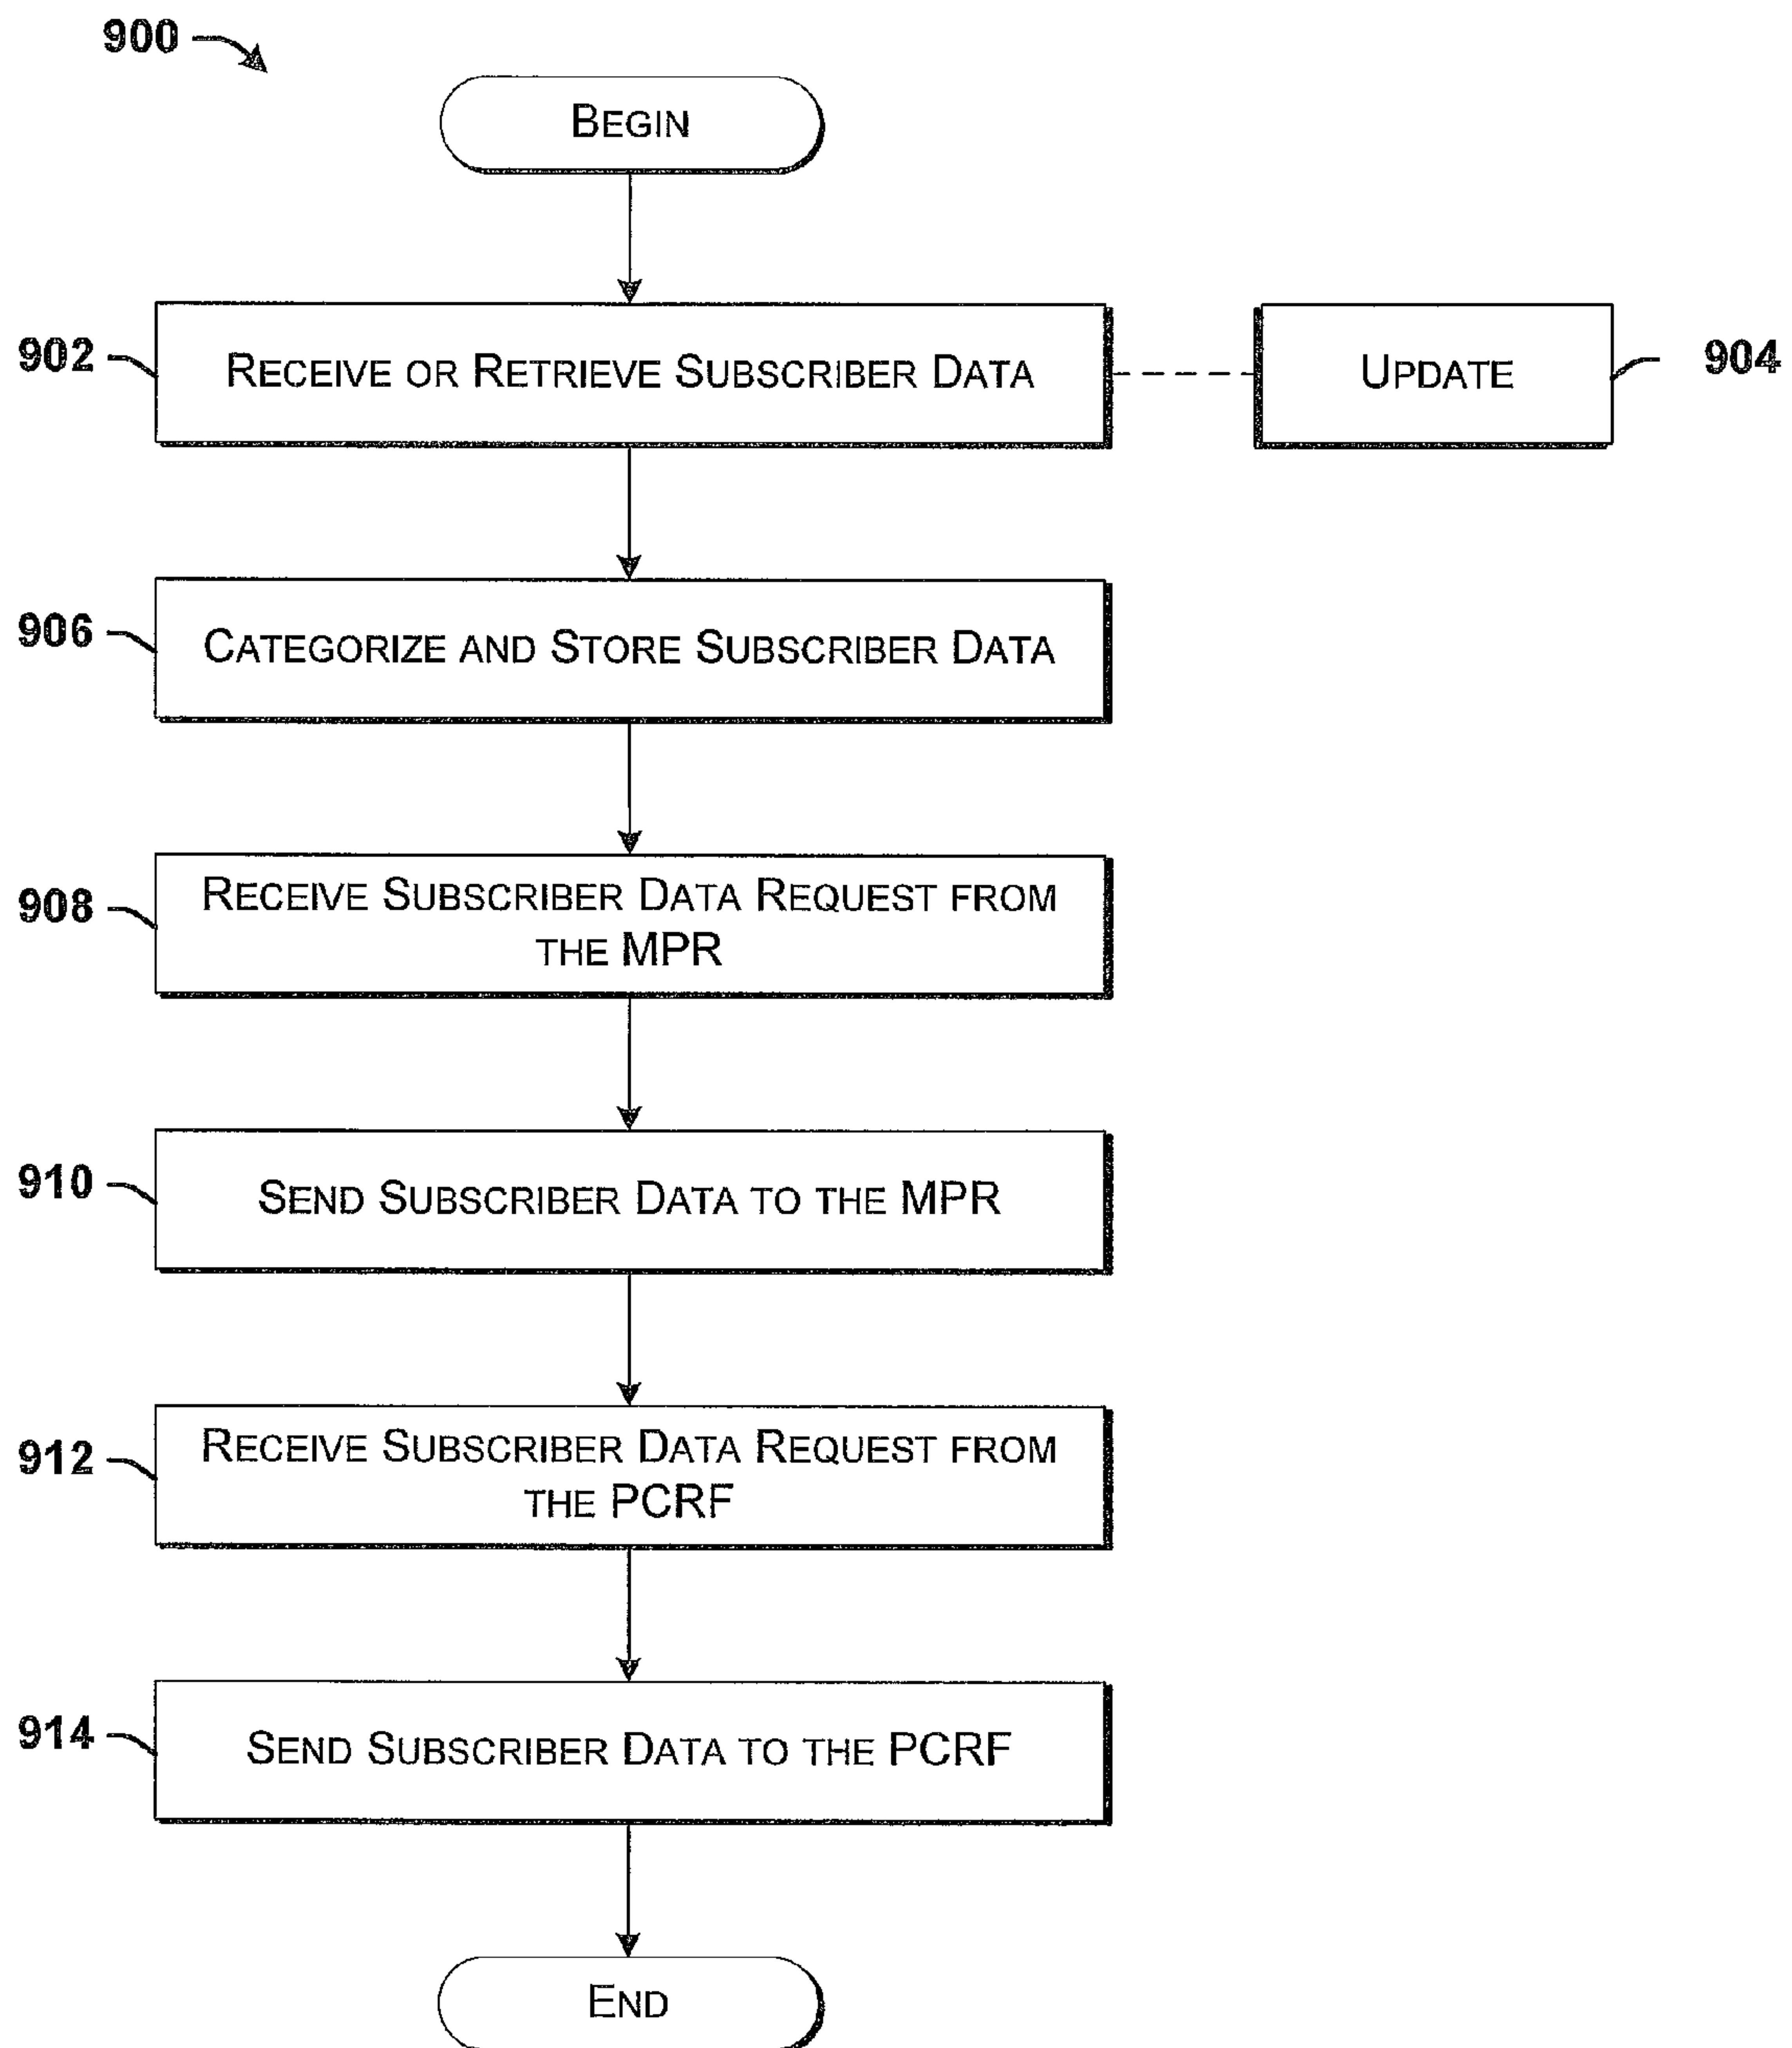 900
BEGIN
902
RECEIVE OR RETRIEVE SUBSCRIBER DATA
UPDATE
904
906
CATEGORIZE AND STORE SUBSCRIBER DATA
908
RECEIVE SUBSCRIBER DATA REQUEST FROM
THE MPR
910
SEND SUBSCRIBER DATA TO THE MPR
912
RECEIVE SUBSCRIBER DATA REQUEST FROM
THE PCRF
914
SEND SUBSCRIBER DATA TO THE PCRF
END